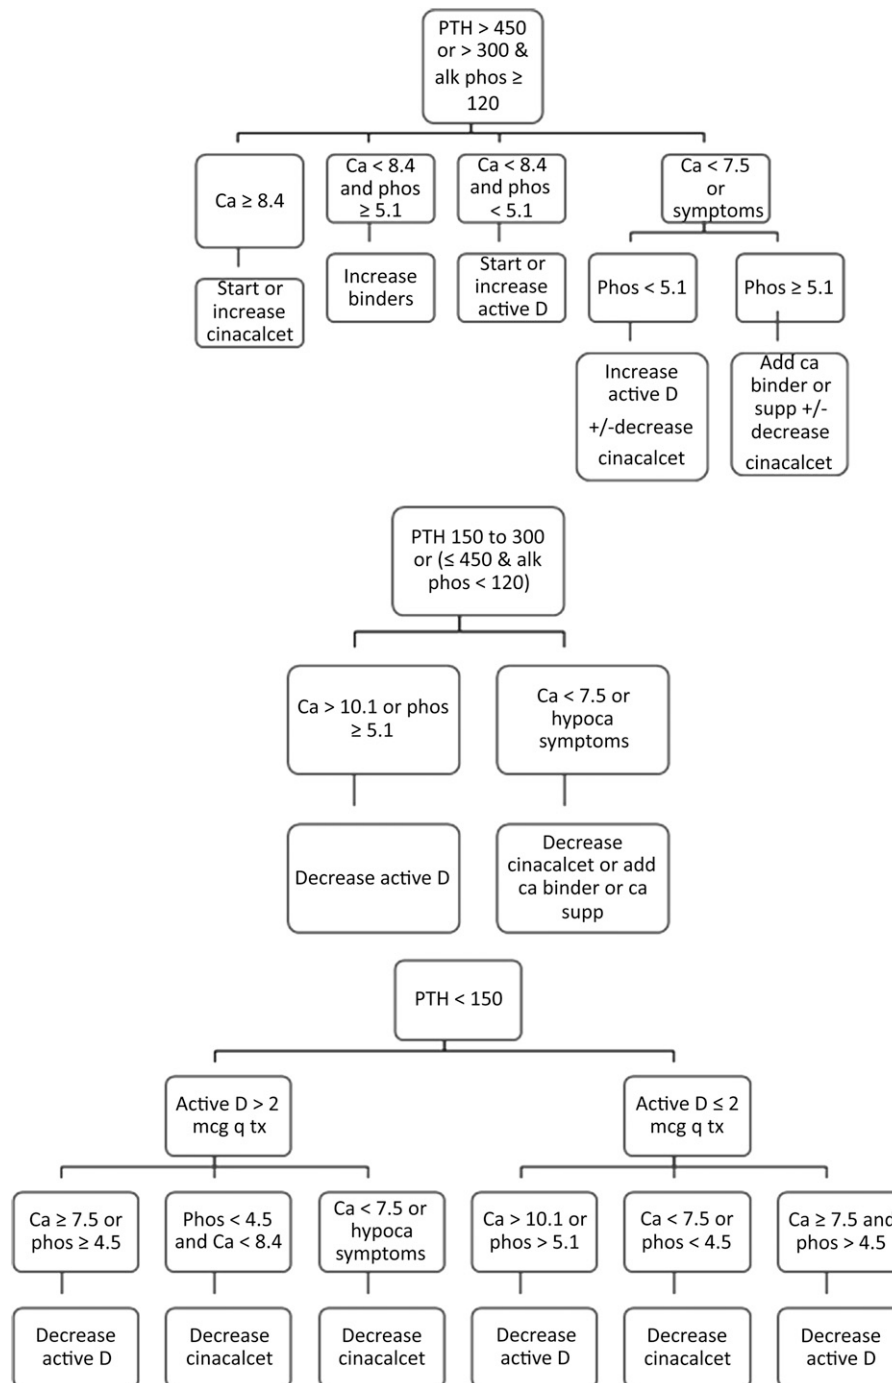 PTH > 450
or > 300 &
alk phos ≥
120
Ca ≥ 8.4
Ca < 8.4
and phos
≥ 5.1
Ca < 8.4
and phos
< 5.1
Ca < 7.5
or
symptoms
Start or
increase
cinacalcet
Increase
binders
Start or
increase
active D
Phos < 5.1
Phos ≥ 5.1
Increase
active D
+/-decrease
cinacalcet
Add ca
binder or
supp +/-
decrease
cinacalcet
PTH 150 to 300
or (≤ 450 & alk
phos < 120)
Ca > 10.1 or phos
≥ 5.1
Ca < 7.5 or
hypoca
symptoms
Decrease active D
Decrease
cinacalcet or add
ca binder or ca
supp
PTH < 150
Active D > 2
mcg q tx
Active D ≤ 2
mcg q tx
Ca ≥ 7.5 or
phos ≥ 4.5
Phos < 4.5
and Ca < 8.4
Ca < 7.5 or
hypoca
symptoms
Ca > 10.1 or
phos > 5.1
Ca < 7.5 or
phos < 4.5
Ca ≥ 7.5 and
phos > 4.5
Decrease
active D
Decrease
cinacalcet
Decrease
cinacalcet
Decrease
active D
Decrease
cinacalcet
Decrease
active D